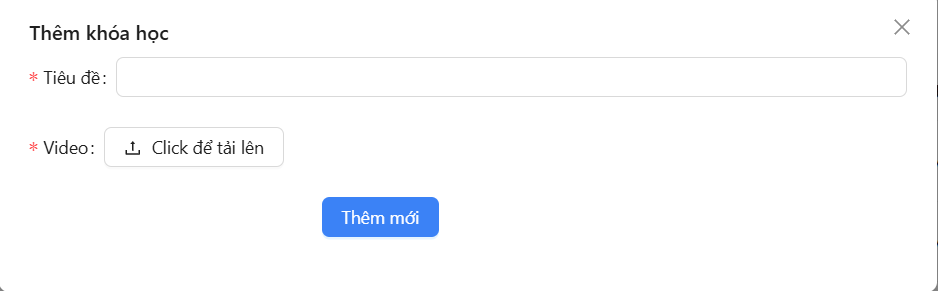 Thêm khóa học
* Tiêu đề:
* Video: Click để tải lên
Thêm mới